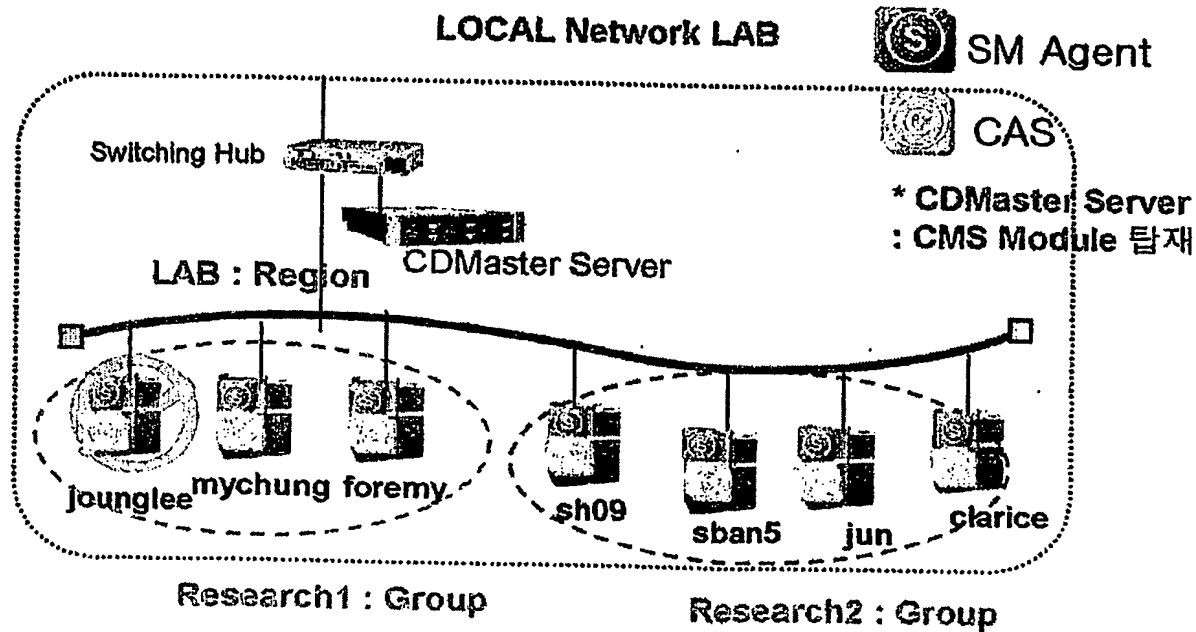 LOCAL Network LAB
SM Agent
CAS
Switching Hub
* CDMaster Server
: CMS Module 탑재
CDMaster Server
LAB : Region
jounglee
mychung
foremy
sh09
sban5
jun
clarice
Research1 : Group
Research2 : Group